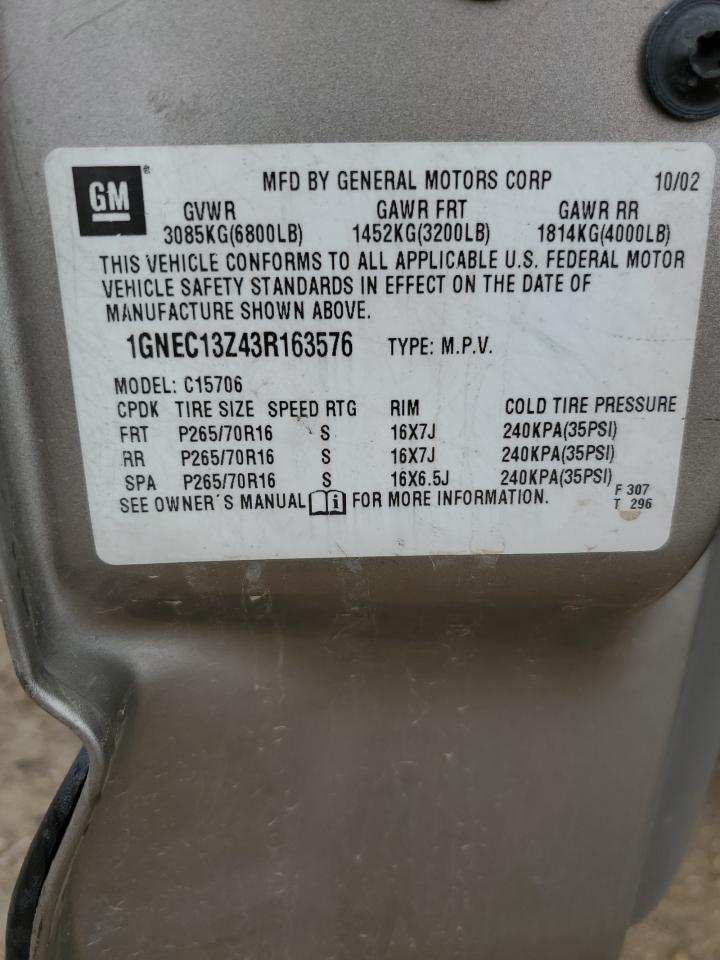 GM ® MFD BY GENERAL MOTORS CORP 10/02
GVWR GAWR FRT GAWR RR
3085KG(6800LB) 1452KG(3200LB) 1814KG(4000LB)
THIS VEHICLE CONFORMS TO ALL APPLICABLE U.S. FEDERAL MOTOR
VEHICLE SAFETY STANDARDS IN EFFECT ON THE DATE OF
MANUFACTURE SHOWN ABOVE.
1GNEC13Z43R163576 TYPE: M.P.V.
MODEL: C15706
CPDK TIRE SIZE SPEED RTG RIM COLD TIRE PRESSURE
FRT P265/70R16 S 16X7J 240KPA(35PSI)
RR P265/70R16 S 16X7J 240KPA(35PSI)
SPA P265/70R16 S 16X6.5J 240KPA(35PSI)
SEE OWNER'S MANUAL i FOR MORE INFORMATION.
F 307
T 296